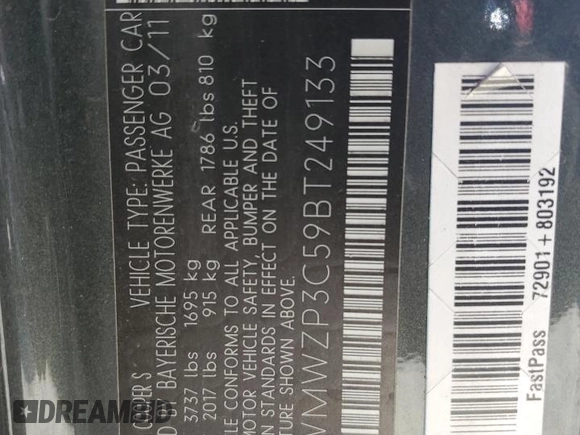 COOPER S VEHICLE TYPE: PASSENGER CAR
BAYERISCHE MOTORENWERKE AG 03/11
3737 lbs 1695 kg
2017 lbs 915 kg REAR 1786 lbs 810 kg
CONFORMS TO ALL APPLICABLE U.S.
MOTOR VEHICLE SAFETY, BUMPER AND THEFT
STANDARDS IN EFFECT ON THE DATE OF
SHOWN ABOVE.
WMWZP3C59BT249133
FastPass 72901+803192